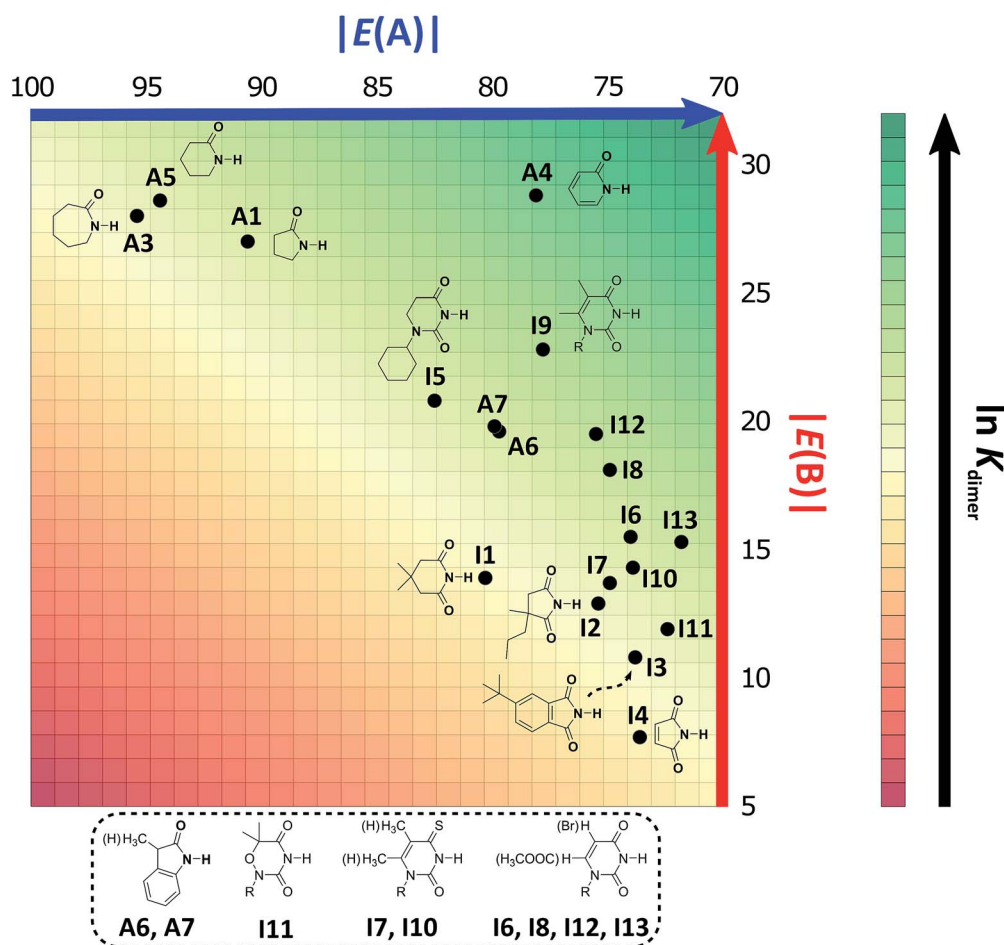 |E(A)|
100 95 90 85 80 75 70
30
25
20
15
10
5
|E(B)|
ln Kdimer
A5
A3
A1
A4
I9
I5
A7
A6
I12
I8
I6
I13
I1
I7
I10
I2
I11
I3
I4
O
N-H
O
N-H
O
N-H
O
N-H
O
N-H
N
O
O
N-H
N
O
R
O
N-H
O
O
N-H
O
O
N-H
O
O
N-H
O
(H)H3C
O
N-H
O
O
N-H
N
O
R
(H)H3C
S
(H)H3C
N-H
N
O
R
(Br)H
O
(H3COOC)H
N-H
N
O
R
A6, A7
I11
I7, I10
I6, I8, I12, I13